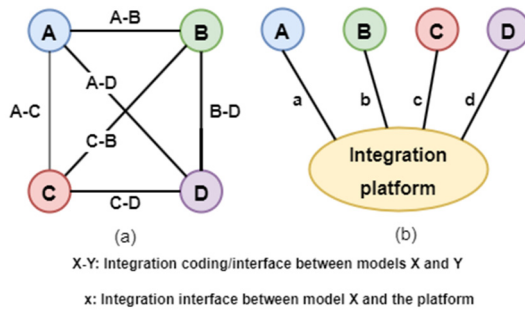 A A-B B
A-C A-D B-D
C-B
C C-D D
(a)
A B C D
a b c d
Integration
platform
(b)
X-Y: Integration coding/interface between models X and Y
x: Integration interface between model X and the platform